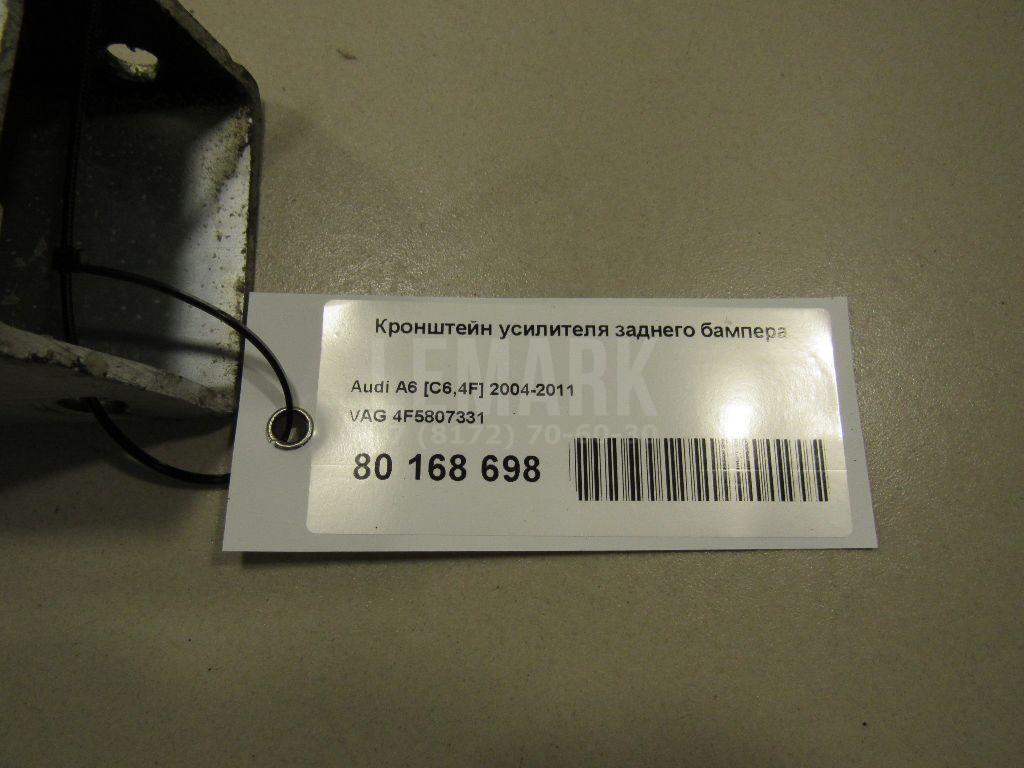 Кронштейн усилителя заднего бампера
LEMARK
Audi A6 [C6,4F] 2004-2011
VAG 4F5807331
(8172) 70-60-30
80 168 698